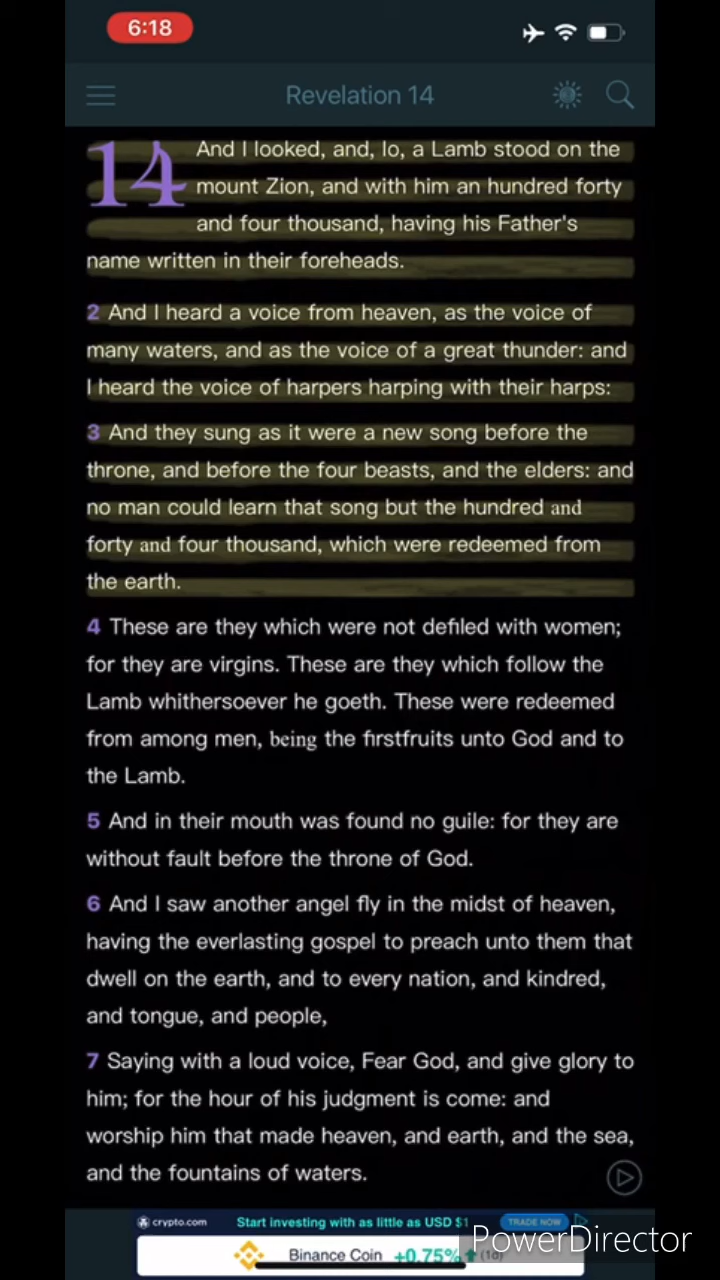 6:18
Revelation 14
14 And I looked, and, lo, a Lamb stood on the
mount Zion, and with him an hundred forty
and four thousand, having his Father's
name written in their foreheads.
2 And I heard a voice from heaven, as the voice of
many waters, and as the voice of a great thunder: and
I heard the voice of harpers harping with their harps:
3 And they sung as it were a new song before the
throne, and before the four beasts, and the elders: and
no man could learn that song but the hundred and
forty and four thousand, which were redeemed from
the earth.
4 These are they which were not defiled with women;
for they are virgins. These are they which follow the
Lamb whithersoever he goeth. These were redeemed
from among men, being the firstfruits unto God and to
the Lamb.
5 And in their mouth was found no guile: for they are
without fault before the throne of God.
6 And I saw another angel fly in the midst of heaven,
having the everlasting gospel to preach unto them that
dwell on the earth, and to every nation, and kindred,
and tongue, and people,
7 Saying with a loud voice, Fear God, and give glory to
him; for the hour of his judgment is come: and
worship him that made heaven, and earth, and the sea,
and the fountains of waters.
crypto.com Start investing with as little as USD $1 TRADE NOW
Binance Coin +0.75% (1d)
PowerDirector